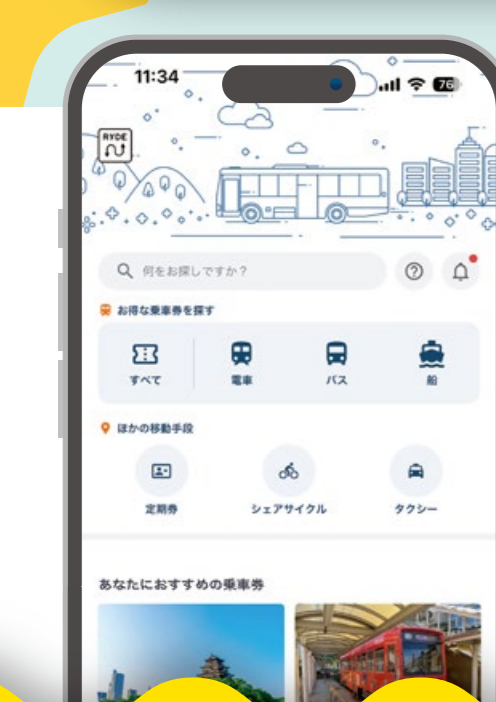 11:34
76
RYDE
何をお探しですか?
お得な乗車券を探す
すべて 電車 バス 船
ほかの移動手段
定期券 シェアサイクル タクシー
あなたにおすすめの乗車券